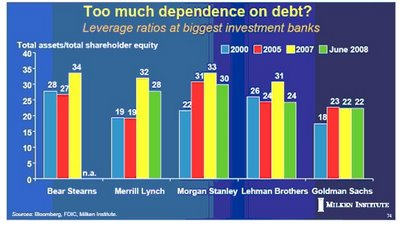 Too much dependence on debt?
Leverage ratios at biggest investment banks
Total assets/total shareholder equity
2000 2005 2007 June 2008
40
35
30
25
20
15
10
5
0
28 27 34 n.a.
19 19 32 28
22 31 33 30
26 24 31 24
18 23 22 22
Bear Stearns Merrill Lynch Morgan Stanley Lehman Brothers Goldman Sachs
Sources: Bloomberg, FDIC, Milken Institute.
MILKEN INSTITUTE
74